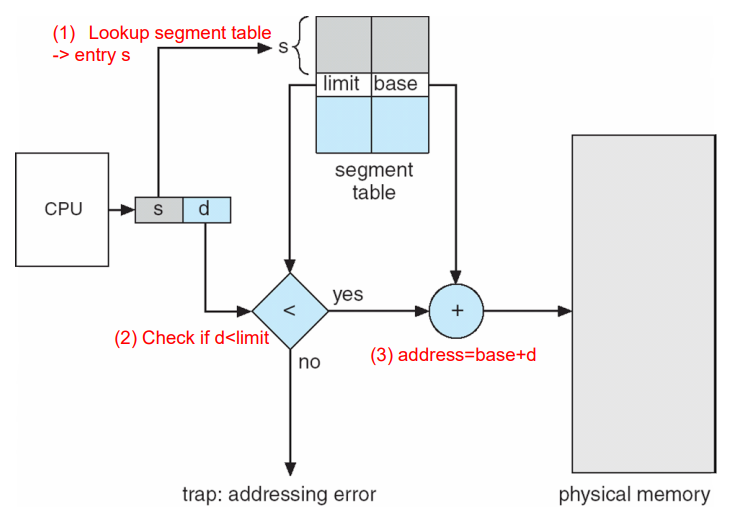 (1) Lookup segment table
-> entry s
s
limit base
segment
table
CPU
s d
<
yes
+
(2) Check if d<limit
(3) address=base+d
no
trap: addressing error
physical memory